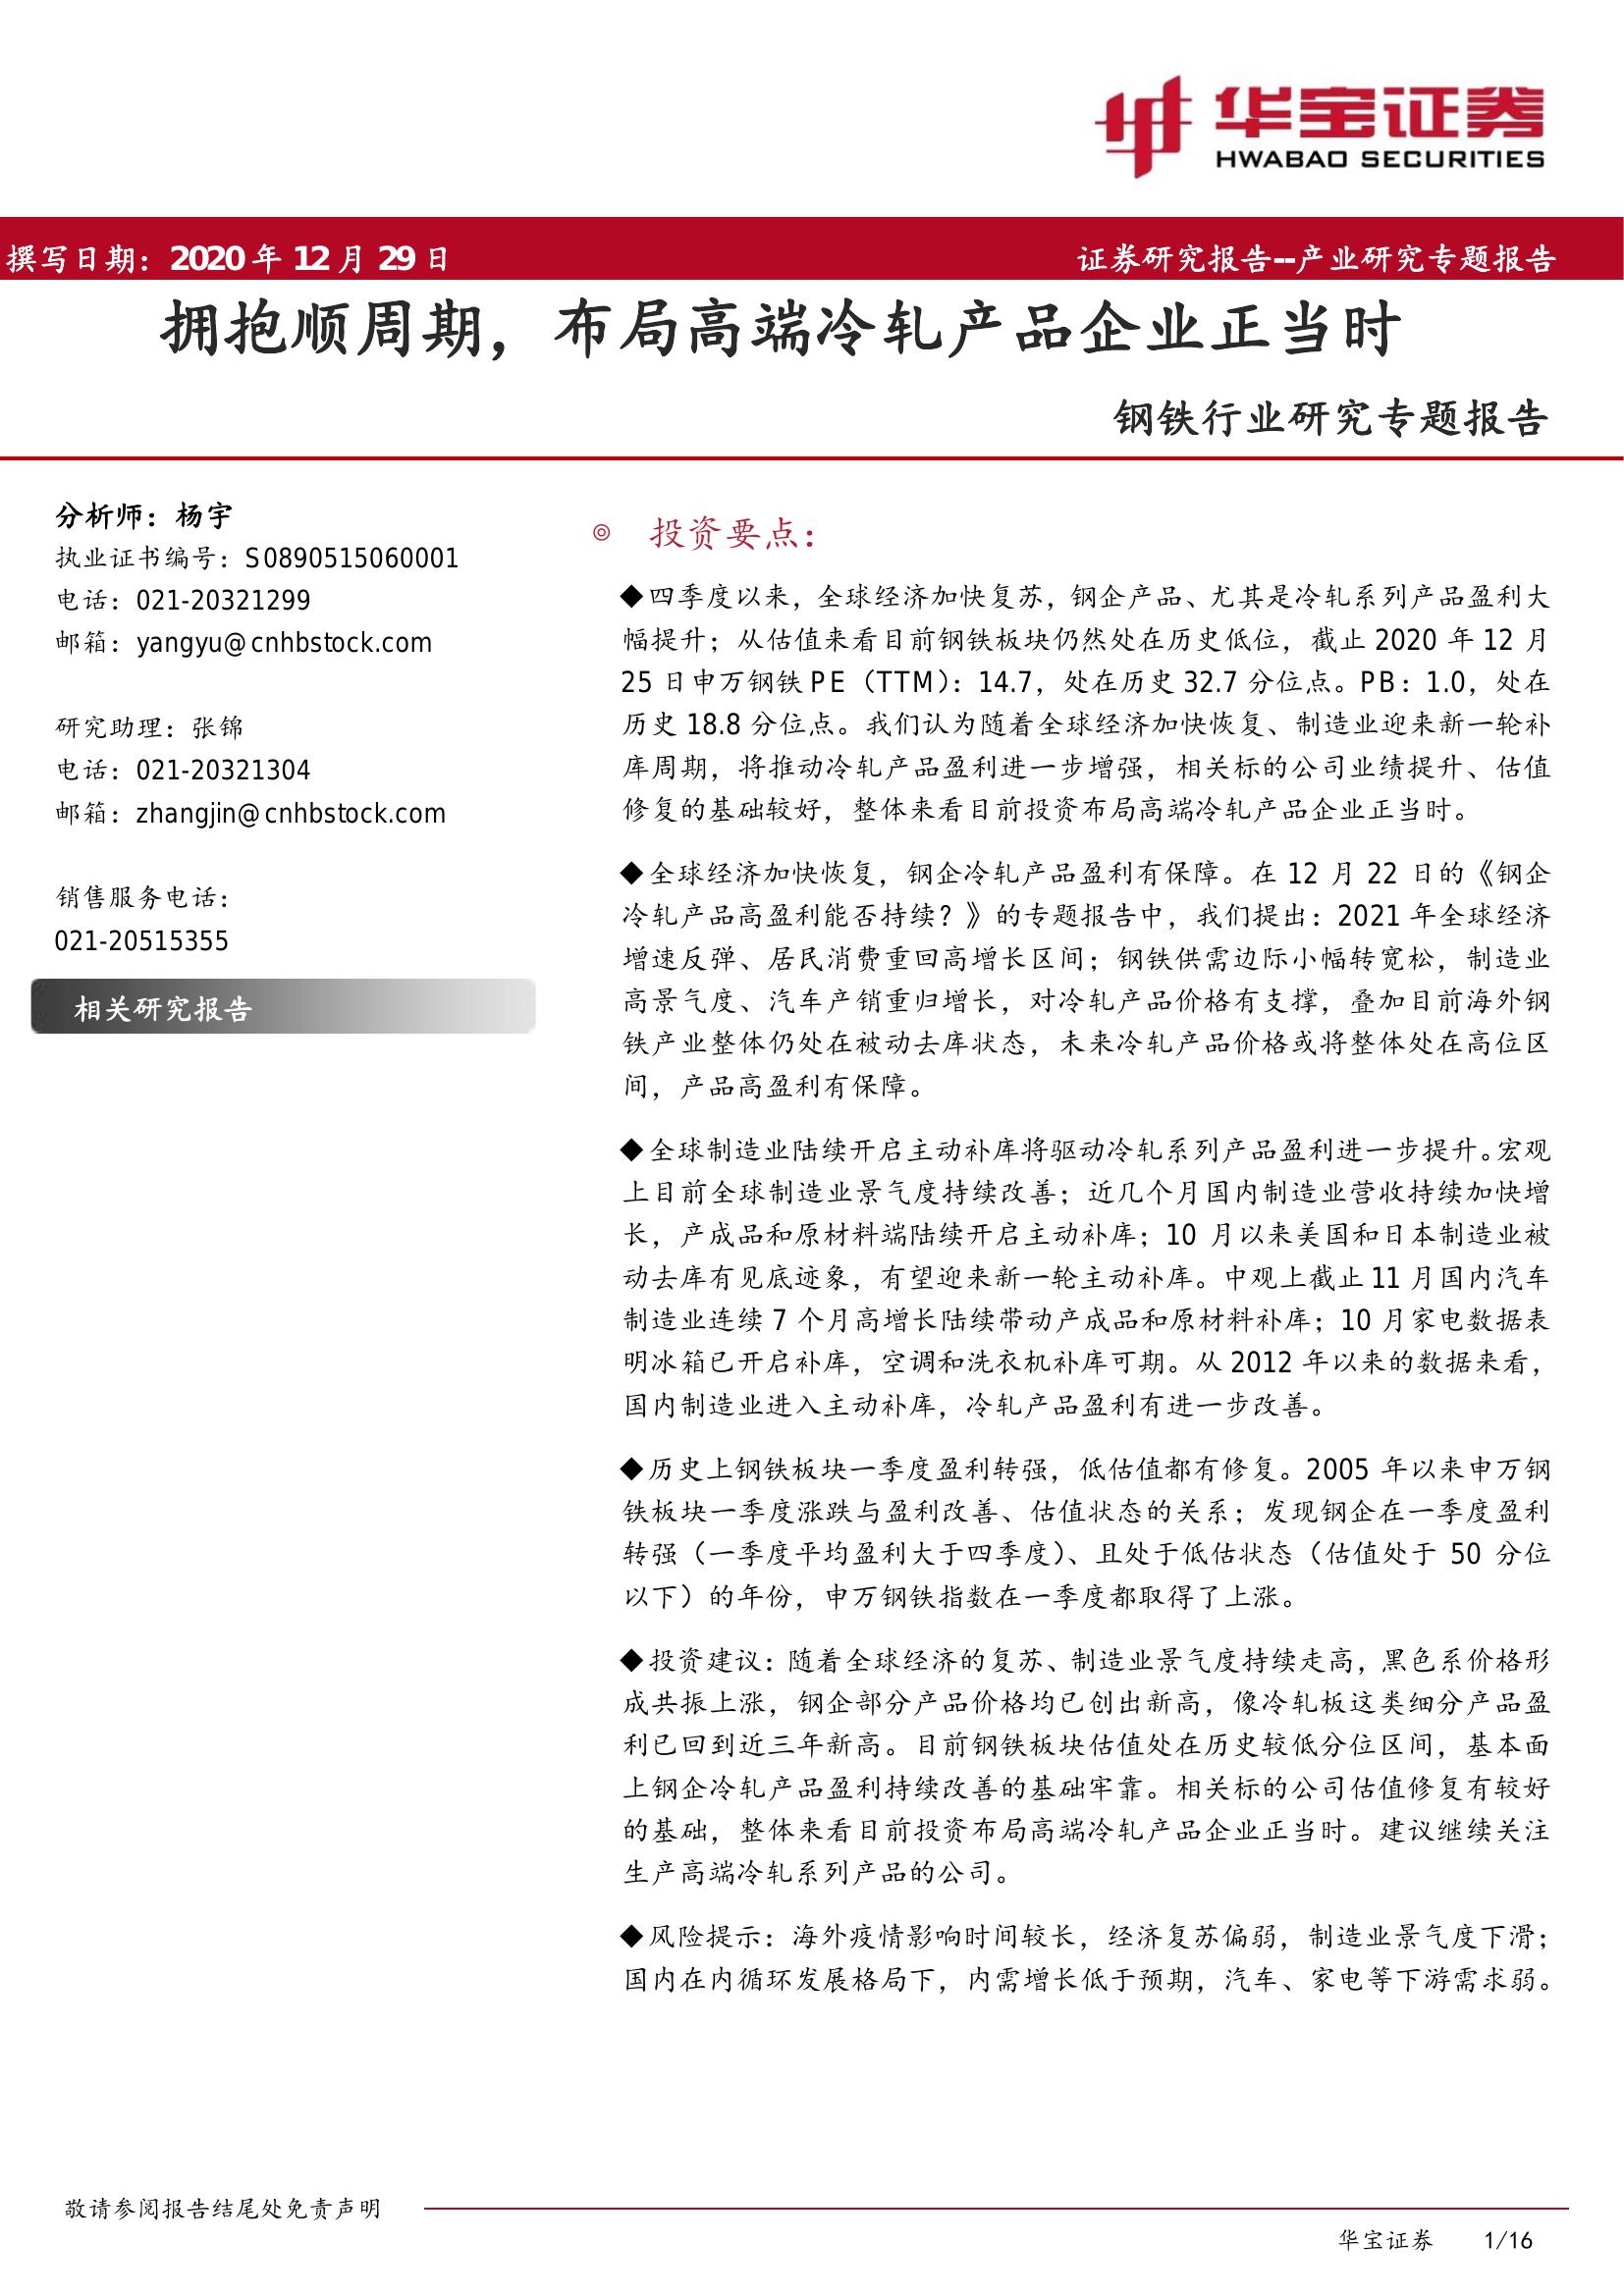 华宝证券
HWABAO SECURITIES
撰写日期：2020 年 12 月 29 日
证券研究报告--产业研究专题报告
拥抱顺周期，布局高端冷轧产品企业正当时
钢铁行业研究专题报告
分析师：杨宇
执业证书编号：S0890515060001
电话：021-20321299
邮箱：yangyu@cnhbstock.com
研究助理：张锦
电话：021-20321304
邮箱：zhangjin@cnhbstock.com
销售服务电话：
021-20515355
相关研究报告
◎ 投资要点：
◆四季度以来，全球经济加快复苏，钢企产品、尤其是冷轧系列产品盈利大
幅提升；从估值来看目前钢铁板块仍然处在历史低位，截止 2020 年 12 月
25 日申万钢铁 PE（TTM）：14.7，处在历史 32.7 分位点。PB：1.0，处在
历史 18.8 分位点。我们认为随着全球经济加快恢复、制造业迎来新一轮补
库周期，将推动冷轧产品盈利进一步增强，相关标的公司业绩提升、估值
修复的基础较好，整体来看目前投资布局高端冷轧产品企业正当时。
◆全球经济加快恢复，钢企冷轧产品盈利有保障。在 12 月 22 日的《钢企
冷轧产品高盈利能否持续？》的专题报告中，我们提出：2021 年全球经济
增速反弹、居民消费重回高增长区间；钢铁供需边际小幅转宽松，制造业
高景气度、汽车产销重归增长，对冷轧产品价格有支撑，叠加目前海外钢
铁产业整体仍处在被动去库状态，未来冷轧产品价格或将整体处在高位区
间，产品高盈利有保障。
◆全球制造业陆续开启主动补库将驱动冷轧系列产品盈利进一步提升。宏观
上目前全球制造业景气度持续改善；近几个月国内制造业营收持续加快增
长，产成品和原材料端陆续开启主动补库；10 月以来美国和日本制造业被
动去库有见底迹象，有望迎来新一轮主动补库。中观上截止 11 月国内汽车
制造业连续 7 个月高增长陆续带动产成品和原材料补库；10 月家电数据表
明冰箱已开启补库，空调和洗衣机补库可期。从 2012 年以来的数据来看，
国内制造业进入主动补库，冷轧产品盈利有进一步改善。
◆历史上钢铁板块一季度盈利转强，低估值都有修复。2005 年以来申万钢
铁板块一季度涨跌与盈利改善、估值状态的关系；发现钢企在一季度盈利
转强（一季度平均盈利大于四季度）、且处于低估状态（估值处于 50 分位
以下）的年份，申万钢铁指数在一季度都取得了上涨。
◆投资建议：随着全球经济的复苏、制造业景气度持续走高，黑色系价格形
成共振上涨，钢企部分产品价格均已创出新高，像冷轧板这类细分产品盈
利已回到近三年新高。目前钢铁板块估值处在历史较低分位区间，基本面
上钢企冷轧产品盈利持续改善的基础牢靠。相关标的公司估值修复有较好
的基础，整体来看目前投资布局高端冷轧产品企业正当时。建议继续关注
生产高端冷轧系列产品的公司。
◆风险提示：海外疫情影响时间较长，经济复苏偏弱，制造业景气度下滑；
国内在内循环发展格局下，内需增长低于预期，汽车、家电等下游需求弱。
敬请参阅报告结尾处免责声明
华宝证券 1/16